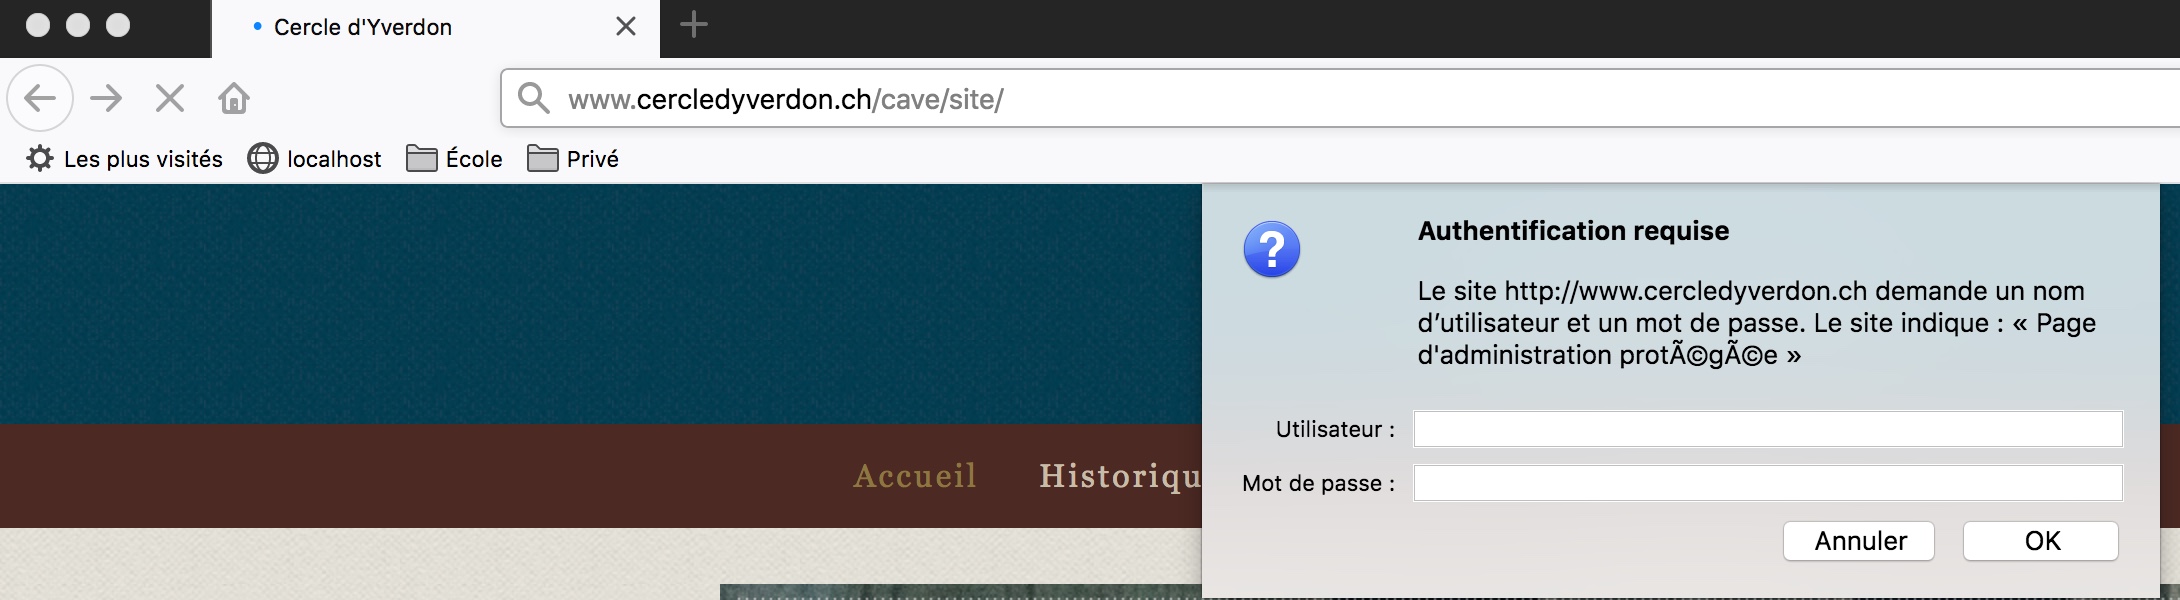 Cercle d'Yverdon
www.cercledyverdon.ch/cave/site/
Les plus visités localhost École Privé
Authentification requise
Le site http://www.cercledyverdon.ch demande un nom
d’utilisateur et un mot de passe. Le site indique : « Page
d'administration protÃ©gÃ©e »
Utilisateur :
Accueil Historiqu
Mot de passe :
Annuler OK